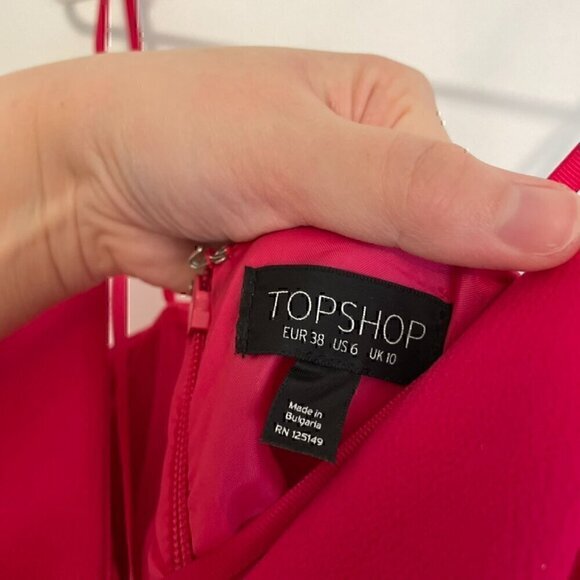 TOPSHOP
EUR 38 US 6 UK 10
Made in
Bulgaria
RN 125149